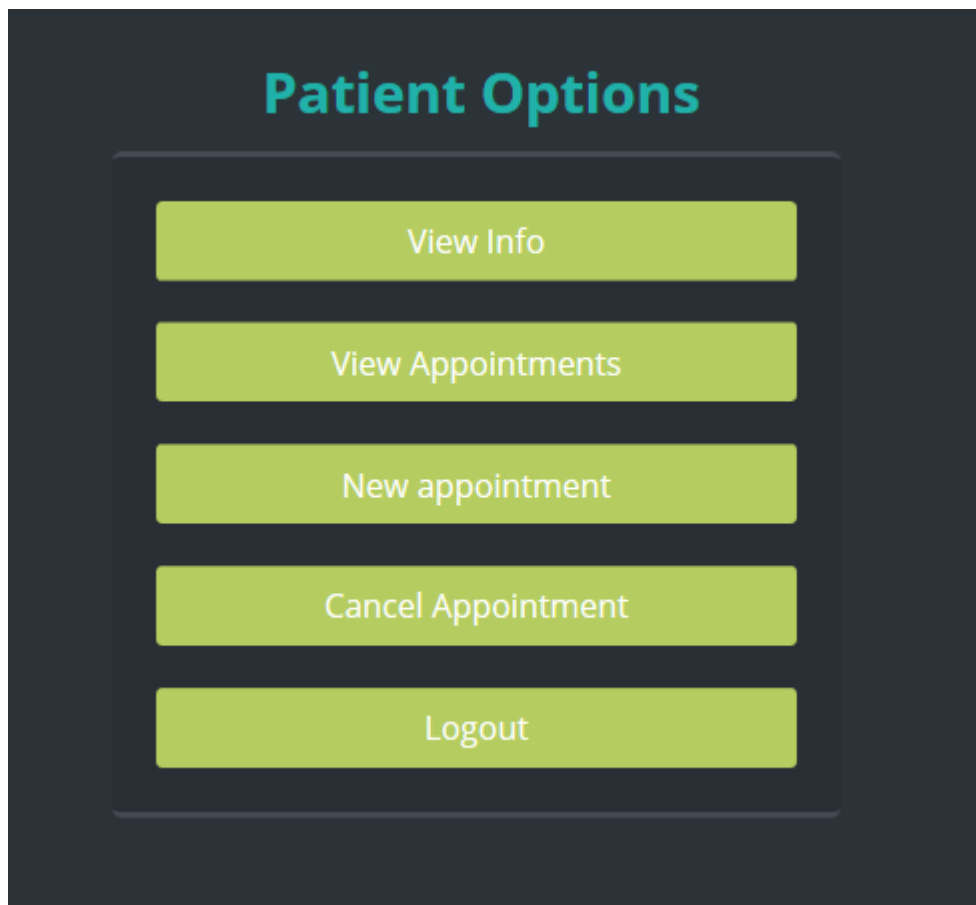 Patient Options
View Info
View Appointments
New appointment
Cancel Appointment
Logout